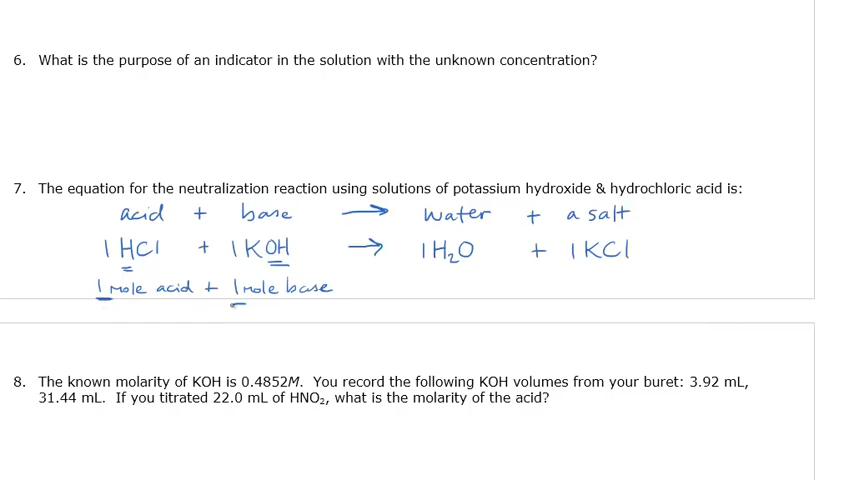 6. What is the purpose of an indicator in the solution with the unknown concentration?
7. The equation for the neutralization reaction using solutions of potassium hydroxide & hydrochloric acid is:
acid + base → water + a salt
1 HCl + 1 KOH → 1 H₂O + 1 KCl
1 mole acid + 1 mole base
8. The known molarity of KOH is 0.4852M. You record the following KOH volumes from your buret: 3.92 mL,
31.44 mL. If you titrated 22.0 mL of HNO₂, what is the molarity of the acid?